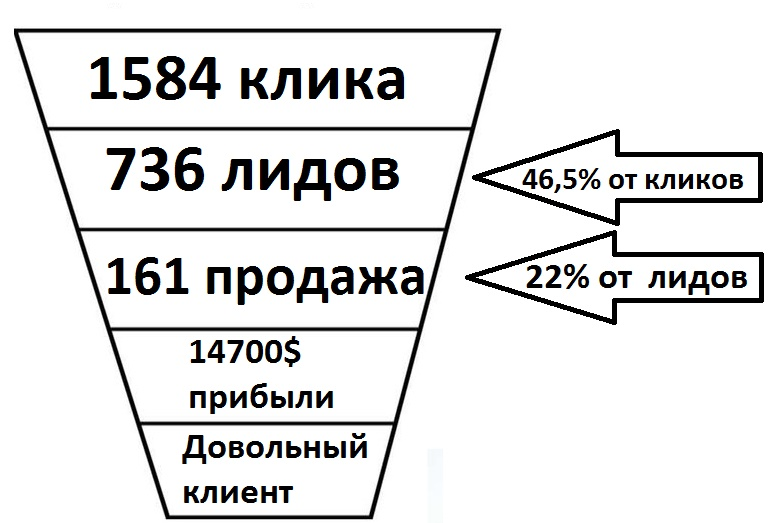 1584 клика
736 лидов
46,5% от кликов
161 продажа
22% от лидов
14700$
прибыли
Довольный
клиент